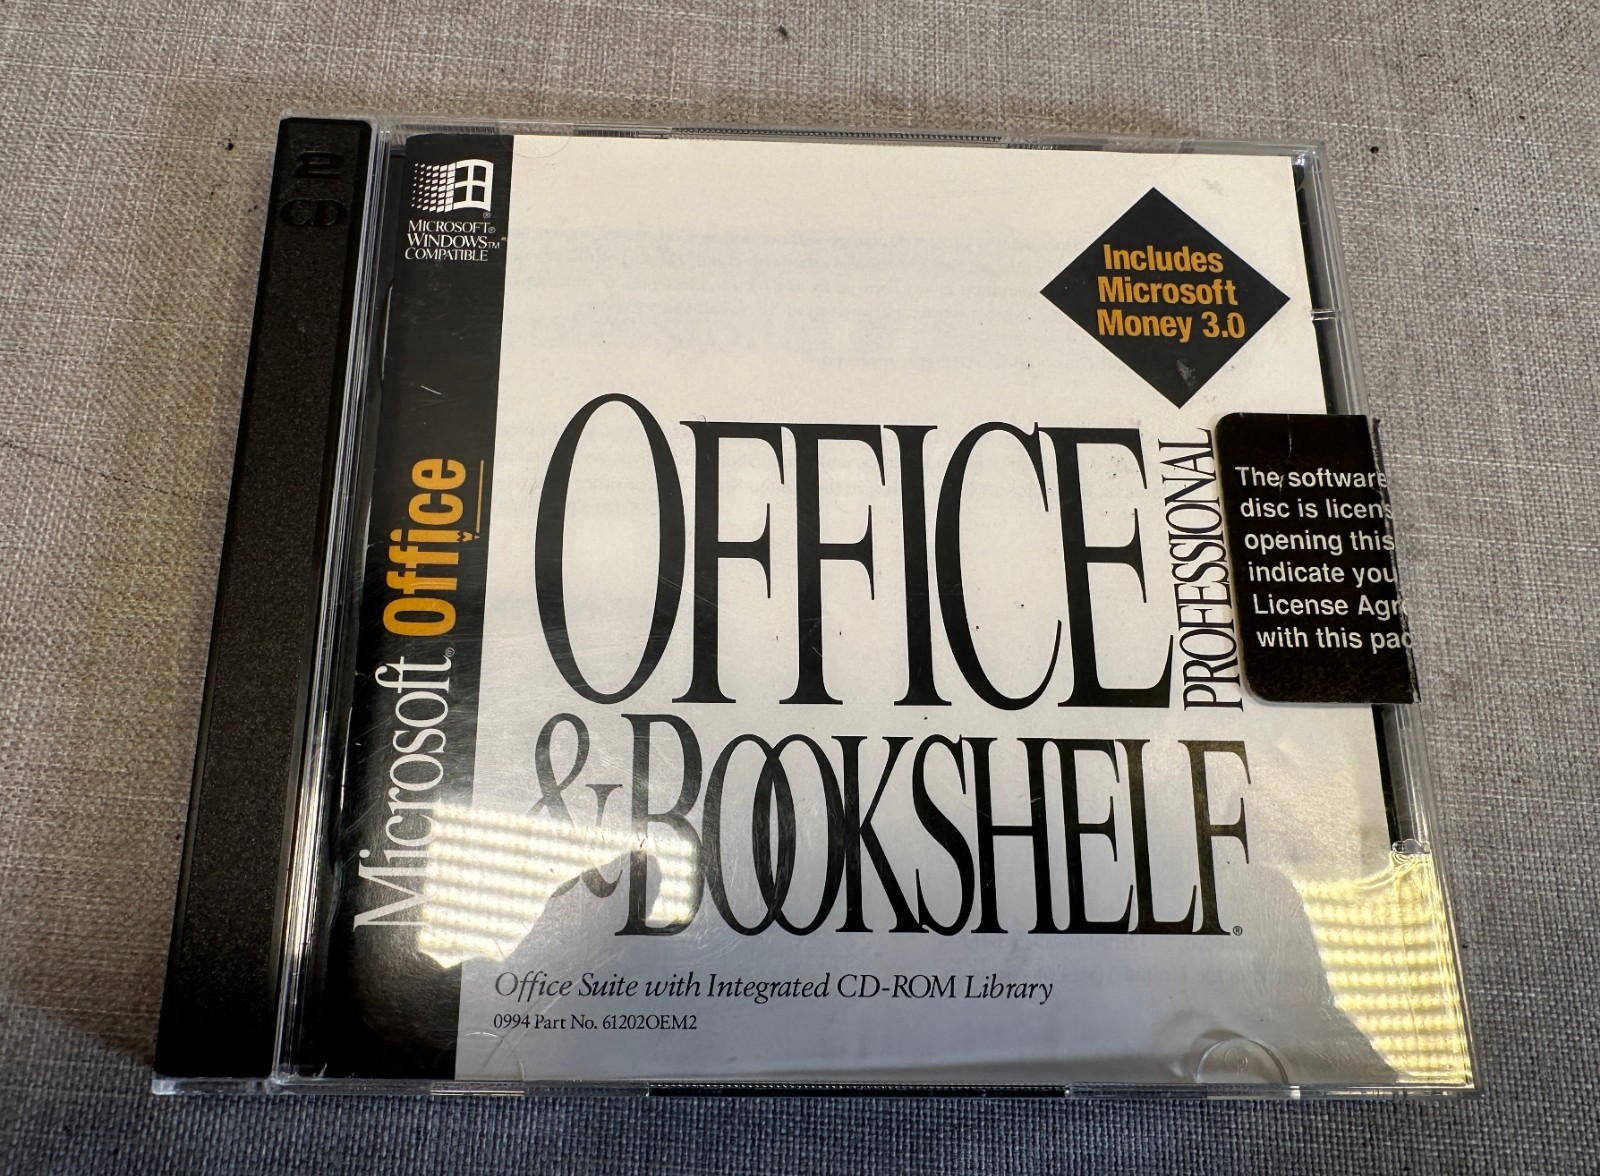 2
CD
MICROSOFT®
WINDOWS™
COMPATIBLE
Microsoft® Office
Includes
Microsoft
Money 3.0
OFFICE
PROFESSIONAL
& BOOKSHELF®
Office Suite with Integrated CD-ROM Library
0994 Part No. 61202OEM2
The software
disc is licens
opening this
indicate you
License Agre
with this pac